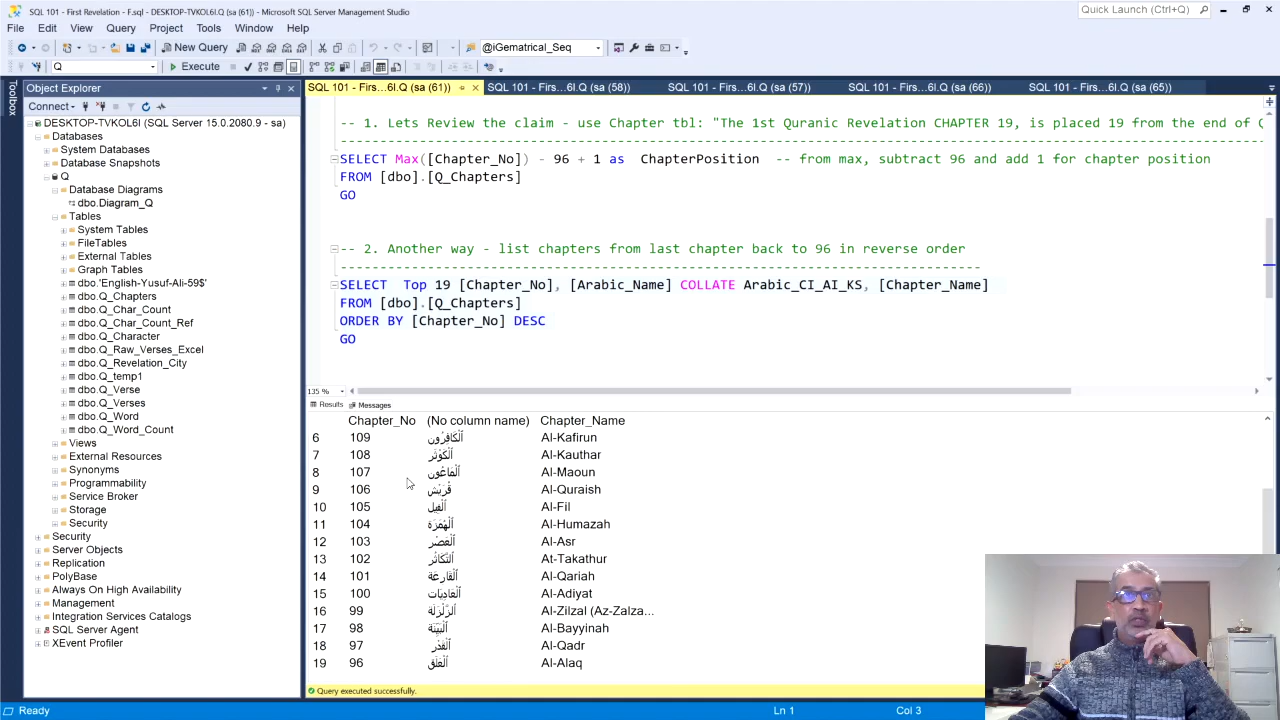 SQL 101 - First Revelation - F.sql - DESKTOP-TVKOL6I.Q (sa (61)) - Microsoft SQL Server Management Studio
Quick Launch (Ctrl+Q)
File Edit View Query Project Tools Window Help
New Query @iGematrical_Seq
Q Execute
Toolbox
Object Explorer
SQL 101 - Firs...6I.Q (sa (61)) SQL 101 - Firs...6I.Q (sa (58)) SQL 101 - Firs...6I.Q (sa (57)) SQL 101 - Firs...6I.Q (sa (66)) SQL 101 - Firs...6I.Q (sa (65))
Connect
DESKTOP-TVKOL6I (SQL Server 15.0.2080.9 - sa)
Databases
System Databases
Database Snapshots
Q
Database Diagrams
dbo.Diagram_Q
Tables
System Tables
FileTables
External Tables
Graph Tables
dbo.'English-Yusuf-Ali-59$'
dbo.Q_Chapters
dbo.Q_Char_Count
dbo.Q_Char_Count_Ref
dbo.Q_Character
dbo.Q_Raw_Verses_Excel
dbo.Q_Revelation_City
dbo.Q_temp1
dbo.Q_Verse
dbo.Q_Verses
dbo.Q_Word
dbo.Q_Word_Count
Views
External Resources
Synonyms
Programmability
Service Broker
Storage
Security
Security
Server Objects
Replication
PolyBase
Always On High Availability
Management
Integration Services Catalogs
SQL Server Agent
XEvent Profiler
-- 1. Lets Review the claim - use Chapter tbl: "The 1st Quranic Revelation CHAPTER 19, is placed 19 from the end of
SELECT Max([Chapter_No]) - 96 + 1 as ChapterPosition -- from max, subtract 96 and add 1 for chapter position
FROM [dbo].[Q_Chapters]
GO
-- 2. Another way - list chapters from last chapter back to 96 in reverse order
SELECT Top 19 [Chapter_No], [Arabic_Name] COLLATE Arabic_CI_AI_KS, [Chapter_Name]
FROM [dbo].[Q_Chapters]
ORDER BY [Chapter_No] DESC
GO
135 %
Results Messages
Chapter_No (No column name) Chapter_Name
6 109 ٱلْكَافِرُون Al-Kafirun
7 108 ٱلْكَوْثَر Al-Kauthar
8 107 ٱلْمَاعُون Al-Maoun
9 106 قُرَيْش Al-Quraish
10 105 ٱلْفِيل Al-Fil
11 104 ٱلْهُمَزَة Al-Humazah
12 103 ٱلْعَصْر Al-Asr
13 102 ٱلتَّكَاثُر At-Takathur
14 101 ٱلْقَارِعَة Al-Qariah
15 100 ٱلْعَادِيَات Al-Adiyat
16 99 ٱلزَّلْزَلَة Al-Zilzal (Az-Zalza...
17 98 ٱلْبَيِّنَة Al-Bayyinah
18 97 ٱلْقَدْر Al-Qadr
19 96 ٱلْعَلَق Al-Alaq
Query executed successfully.
Ready Ln 1 Col 3